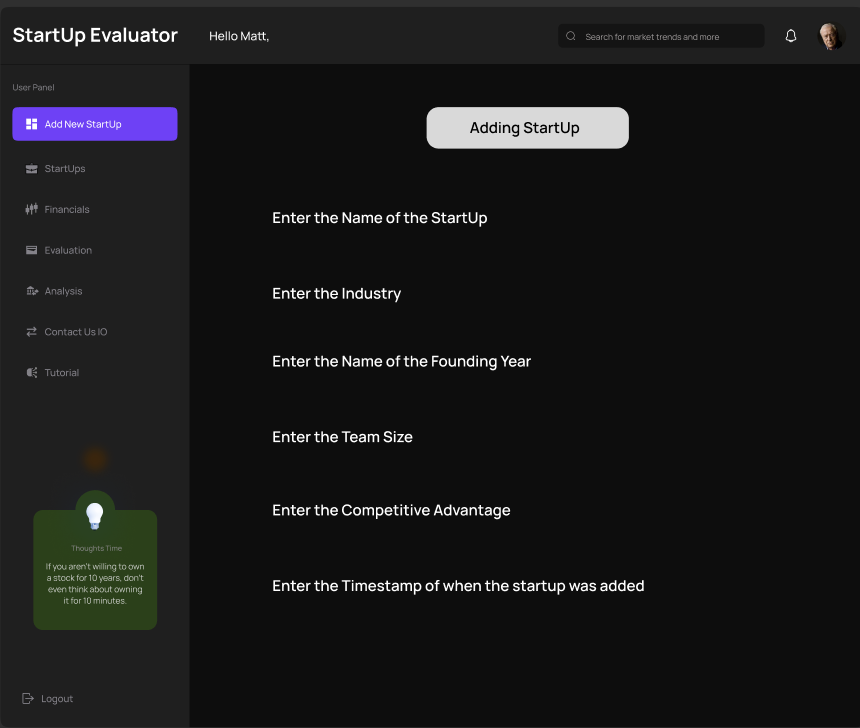 StartUp Evaluator
Hello Matt,
Search for market trends and more
User Panel
Add New StartUp
StartUps
Financials
Evaluation
Analysis
Contact Us IO
Tutorial
Thoughts Time
If you aren't willing to own
a stock for 10 years, don't
even think about owning
it for 10 minutes.
Logout
Adding StartUp
Enter the Name of the StartUp
Enter the Industry
Enter the Name of the Founding Year
Enter the Team Size
Enter the Competitive Advantage
Enter the Timestamp of when the startup was added